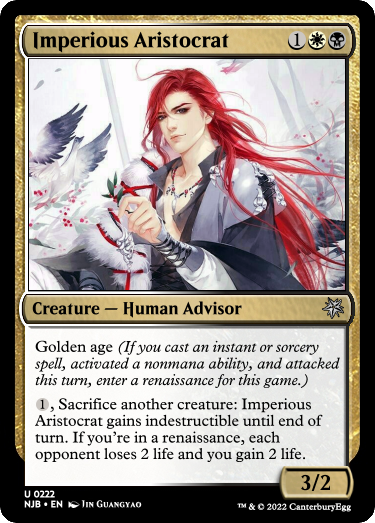 Imperious Aristocrat 1
Creature — Human Advisor
Golden age (If you cast an instant or sorcery
spell, activated a nonmana ability, and attacked
this turn, enter a renaissance for this game.)
1, Sacrifice another creature: Imperious
Aristocrat gains indestructible until end of
turn. If you're in a renaissance, each
opponent loses 2 life and you gain 2 life.
3/2
U 0222
NJB • EN Jin Guangyao
™ & © 2022 CanterburyEgg